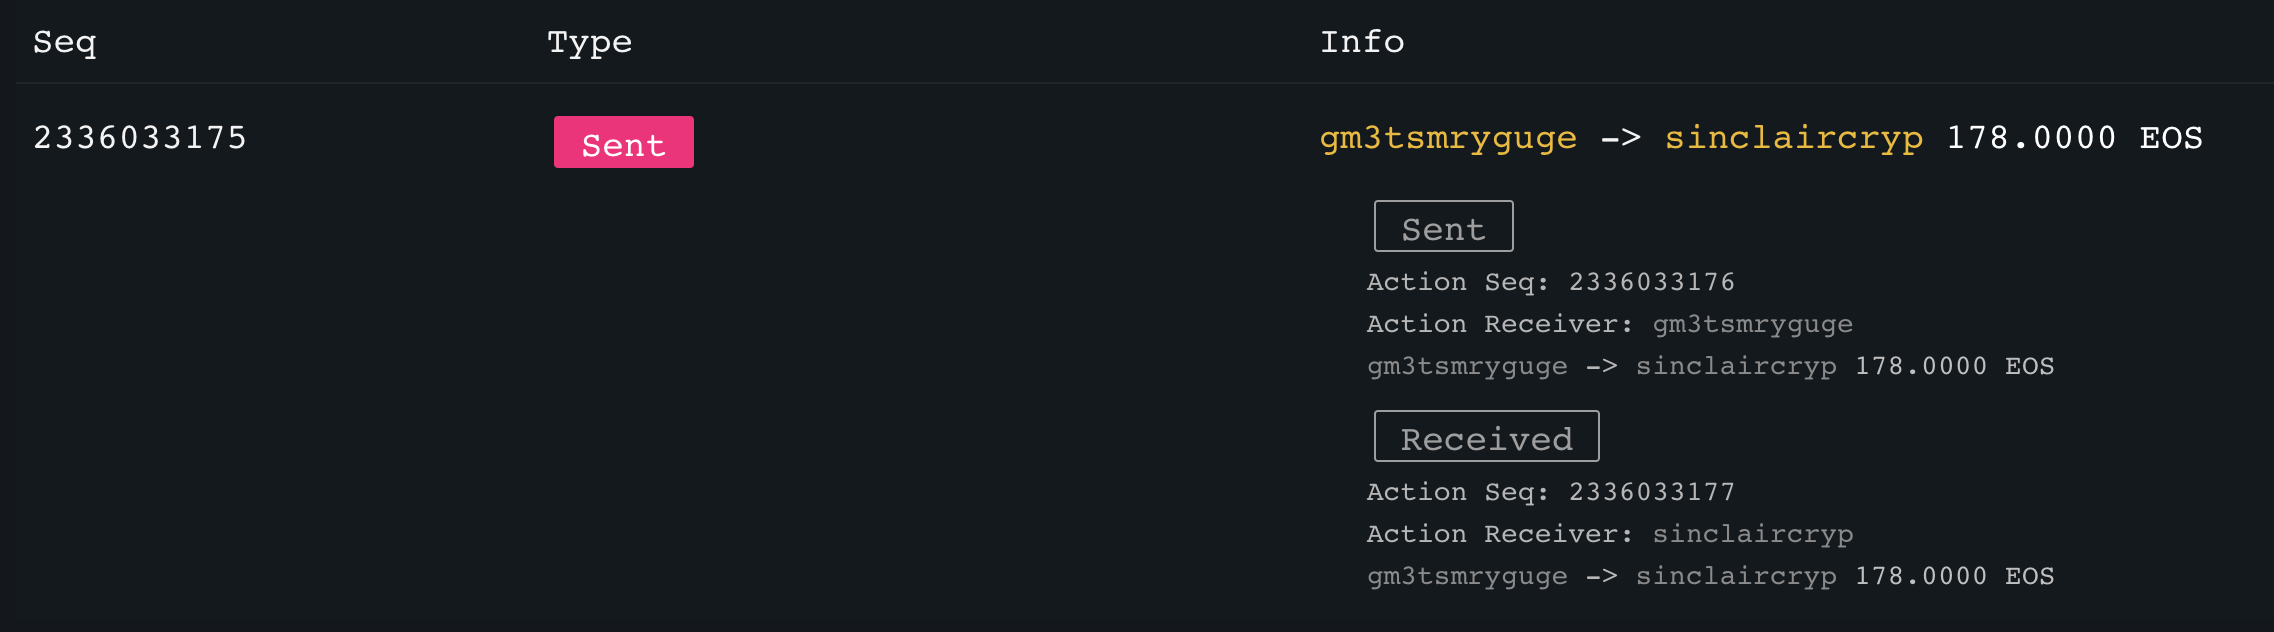 Seq Type Info
2336033175 Sent gm3tsmryguge -> sinclaircryp 178.0000 EOS
Sent
Action Seq: 2336033176
Action Receiver: gm3tsmryguge
gm3tsmryguge -> sinclaircryp 178.0000 EOS
Received
Action Seq: 2336033177
Action Receiver: sinclaircryp
gm3tsmryguge -> sinclaircryp 178.0000 EOS